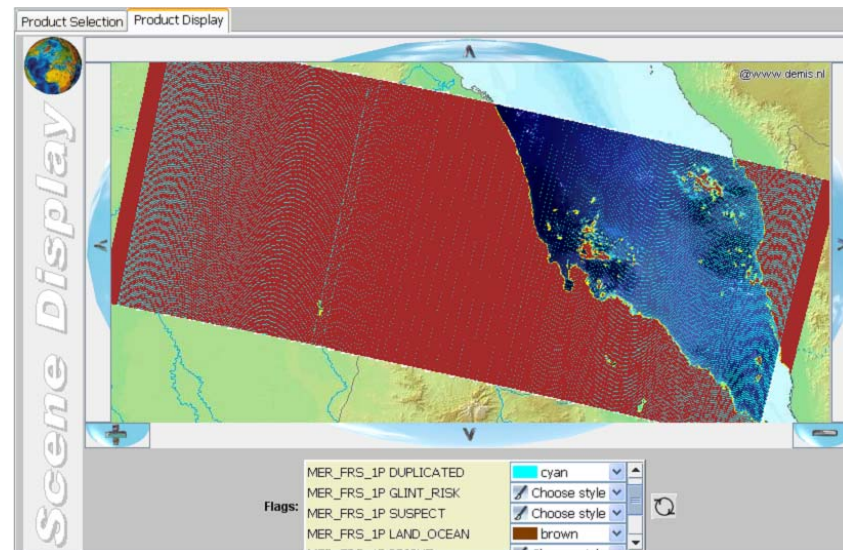 Product Selection
Product Display
@www demis.nl
Scene Display
Flags:
MER_FRS_1P DUPLICATED
cyan
MER_FRS_1P GLINT_RISK
Choose style
MER_FRS_1P SUSPECT
Choose style
MER_FRS_1P LAND_OCEAN
brown